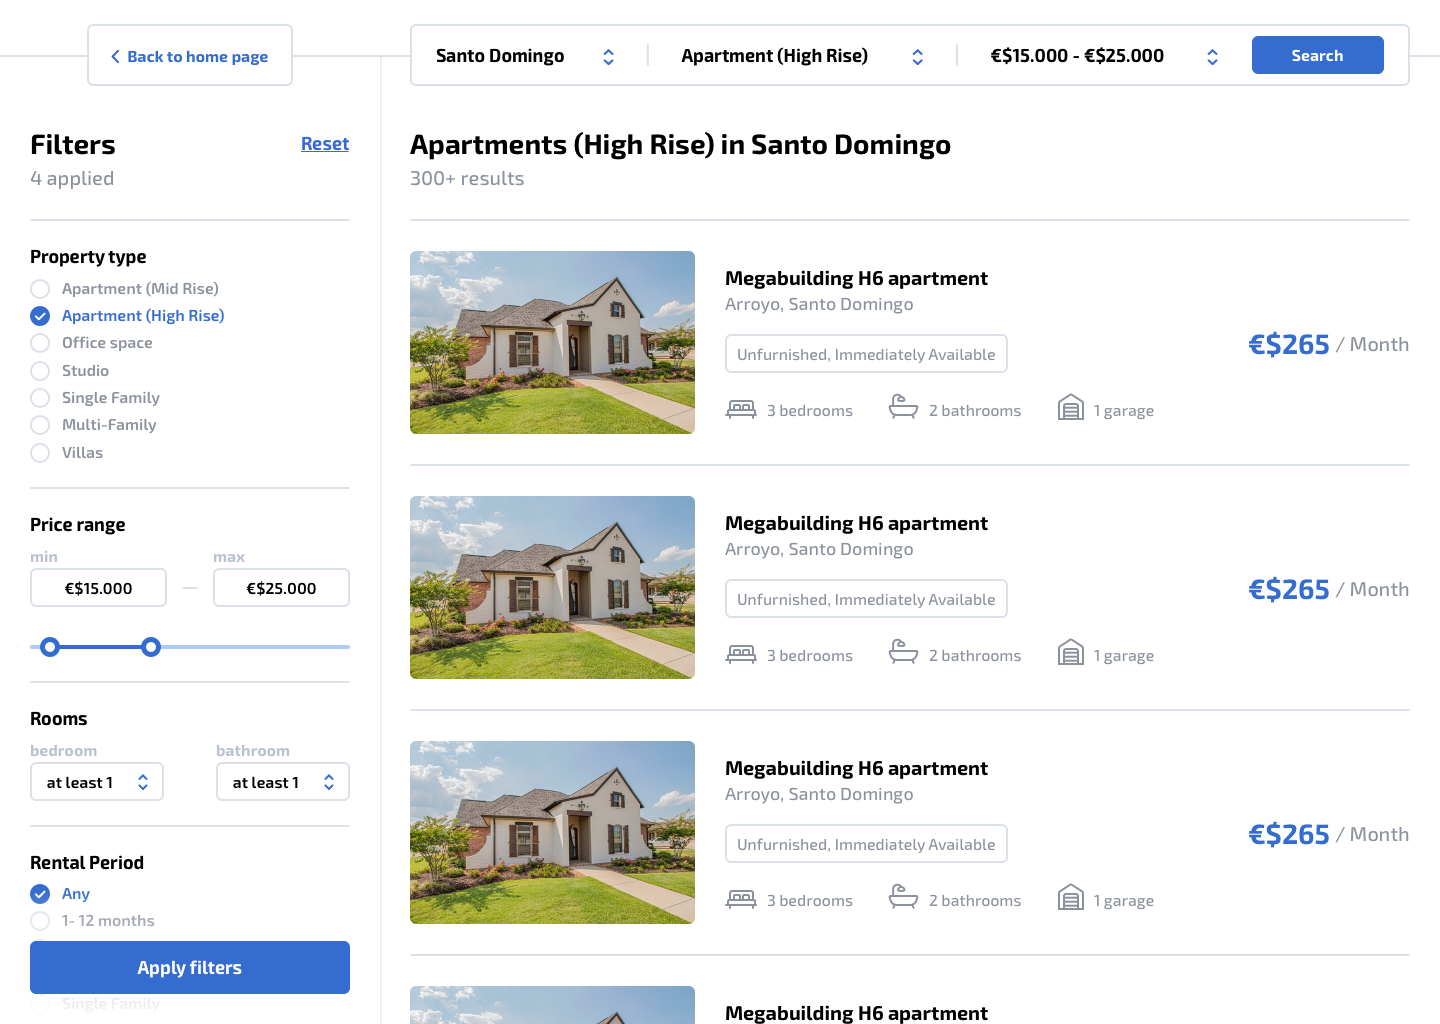 Back to home page
Santo Domingo
Apartment (High Rise)
€$15.000 - €$25.000
Search
Filters
Reset
4 applied
Property type
Apartment (Mid Rise)
Apartment (High Rise)
Office space
Studio
Single Family
Multi-Family
Villas
Price range
min
max
€$15.000
€$25.000
Rooms
bedroom
bathroom
at least 1
at least 1
Rental Period
Any
1- 12 months
Apply filters
Single Family
Apartments (High Rise) in Santo Domingo
300+ results
Megabuilding H6 apartment
Arroyo, Santo Domingo
Unfurnished, Immediately Available
3 bedrooms
2 bathrooms
1 garage
€$265 / Month
Megabuilding H6 apartment
Arroyo, Santo Domingo
Unfurnished, Immediately Available
3 bedrooms
2 bathrooms
1 garage
€$265 / Month
Megabuilding H6 apartment
Arroyo, Santo Domingo
Unfurnished, Immediately Available
3 bedrooms
2 bathrooms
1 garage
€$265 / Month
Megabuilding H6 apartment